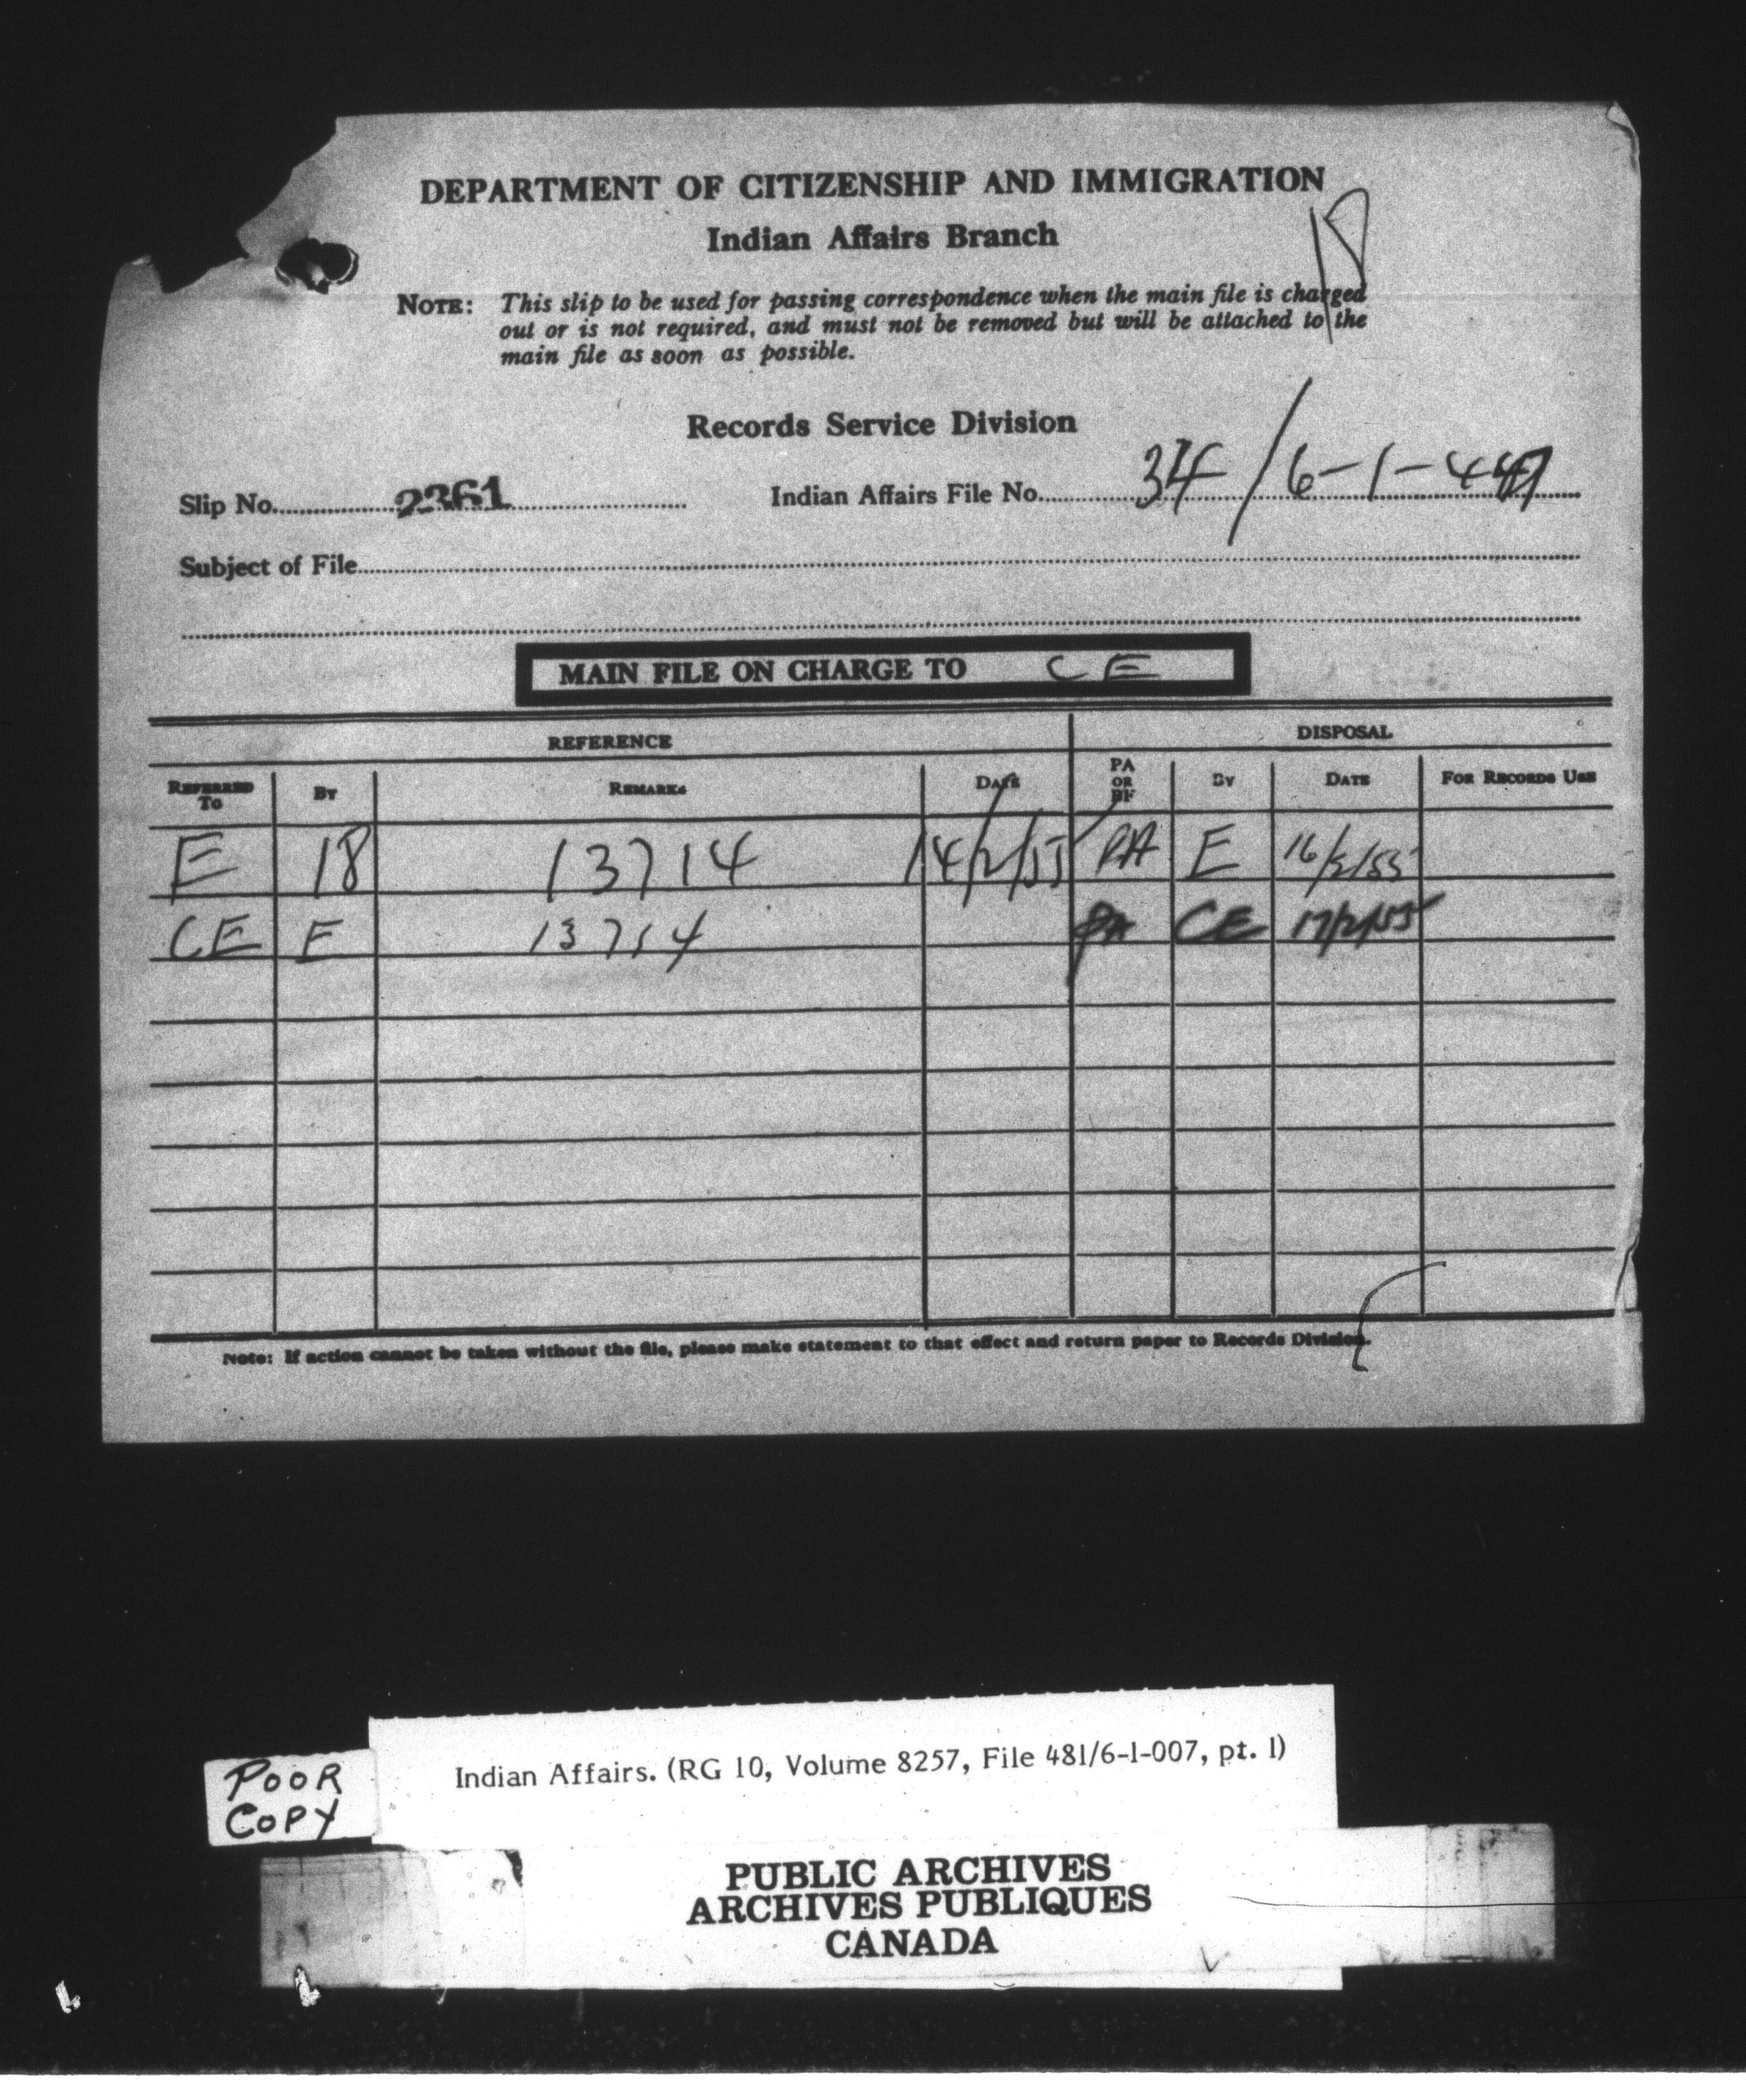 DEPARTMENT OF CITIZENSHIP AND IMMIGRATION
Indian Affairs Branch
18
NOTE: This slip to be used for passing correspondence when the main file is charged
out or is not required, and must not be removed but will be attached to the
main file as soon as possible.
Records Service Division
Slip No. 2361 Indian Affairs File No. 34/6-1-447
Subject of File
MAIN FILE ON CHARGE TO CE
REFERENCE DISPOSAL
REFERRED TO BY REMARKS DATE PA OR BF BY DATE FOR RECORDS USE
E 18 13714 14/2/55 PA E 16/2/55
CE E 13714 PA CE 17/2/55
Note: If action cannot be taken without the file, please make statement to that effect and return paper to Records Division.
POOR
COPY
Indian Affairs. (RG 10, Volume 8257, File 481/6-1-007, pt. 1)
PUBLIC ARCHIVES
ARCHIVES PUBLIQUES
CANADA